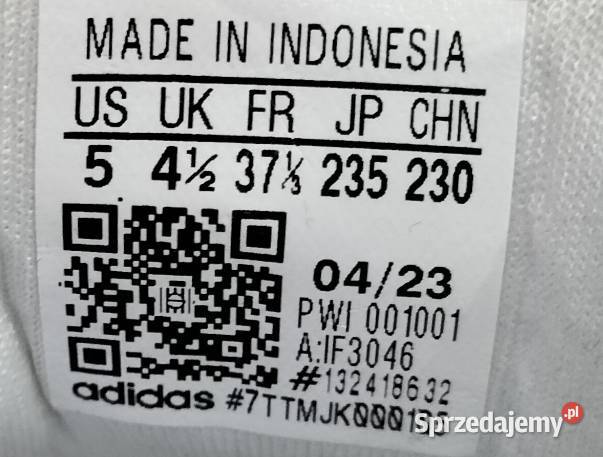 MADE IN INDONESIA
US UK FR JP CHN
5 4½ 37⅓ 235 230
04/23
PWI 001001
A:IF3046
#132418632
adidas
Sprzedajemy.pl